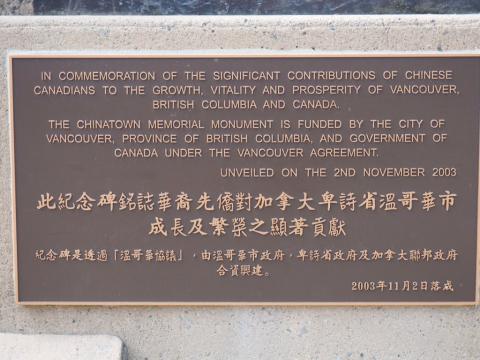 IN COMMEMORATION OF THE SIGNIFICANT CONTRIBUTIONS OF CHINESE
CANADIANS TO THE GROWTH, VITALITY AND PROSPERITY OF VANCOUVER,
BRITISH COLUMBIA AND CANADA.
THE CHINATOWN MEMORIAL MONUMENT IS FUNDED BY THE CITY OF
VANCOUVER, PROVINCE OF BRITISH COLUMBIA, AND GOVERNMENT OF
CANADA UNDER THE VANCOUVER AGREEMENT.
UNVEILED ON THE 2ND NOVEMBER 2003
此紀念碑銘誌華裔先僑對加拿大卑詩省溫哥華市
成長及繁榮之顯著貢獻
紀念碑是透過「溫哥華協議」，由溫哥華市政府，卑詩省政府及加拿大聯邦政府
合資興建。
2003年11月2日落成